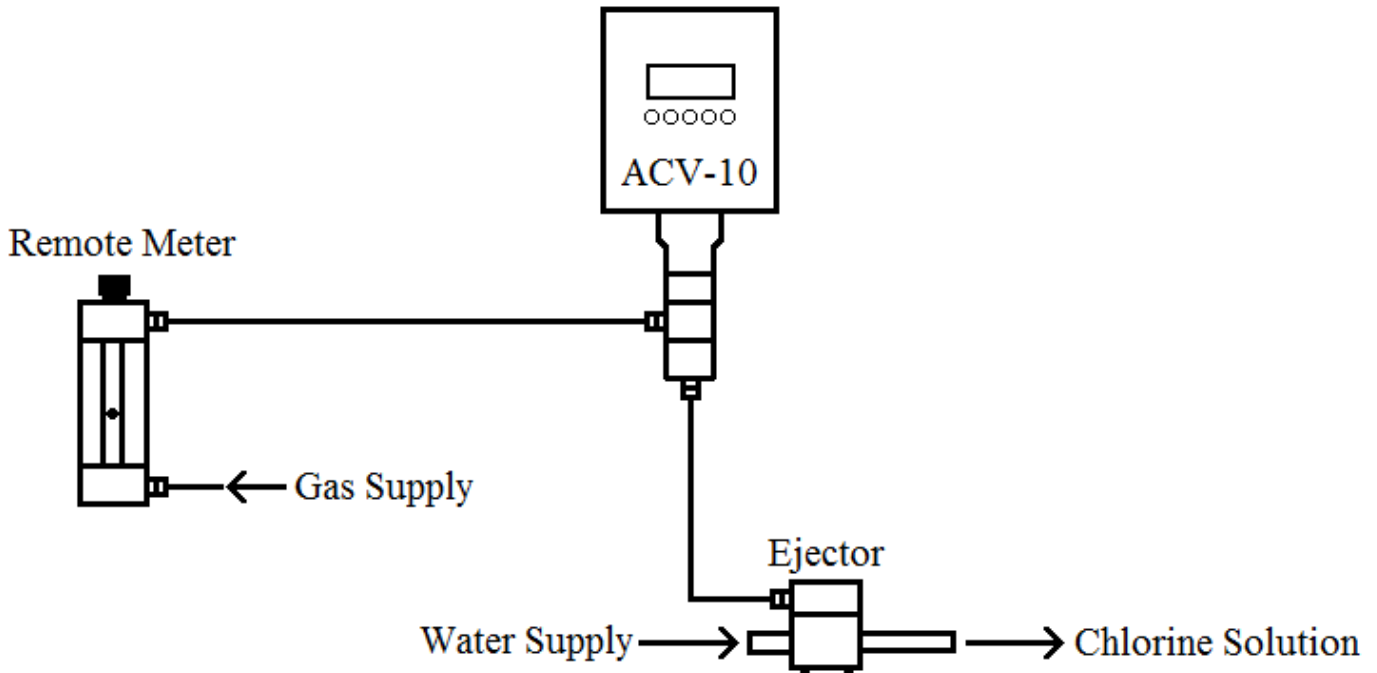 ACV-10
Remote Meter
Gas Supply
Ejector
Water Supply
Chlorine Solution